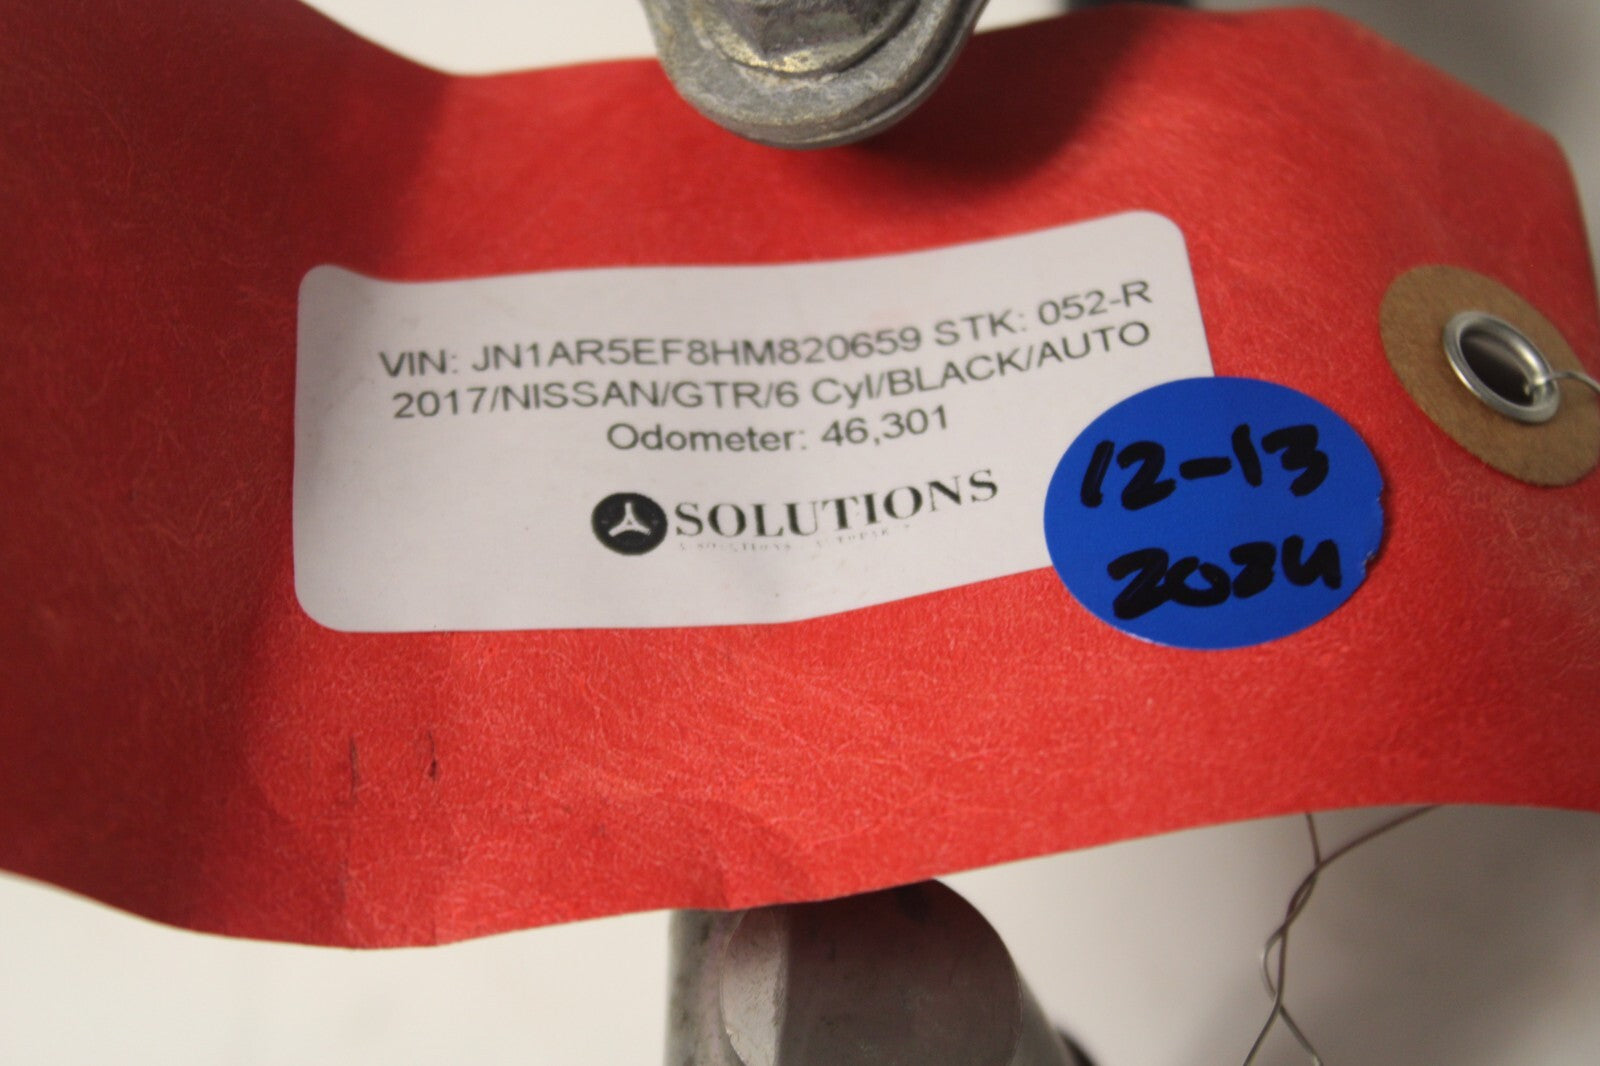 VIN: JN1AR5EF8HM820659 STK: 052-R
2017/NISSAN/GTR/6 Cyl/BLACK/AUTO
Odometer: 46,301
SOLUTIONS
12-13
2024